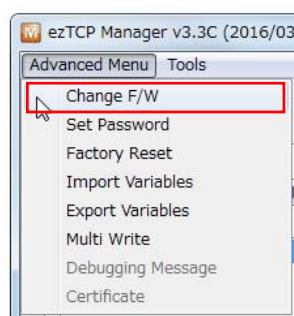 M ezTCP Manager v3.3C (2016/03
Advanced Menu Tools
Change F/W
Set Password
Factory Reset
Import Variables
Export Variables
Multi Write
Debugging Message
Certificate